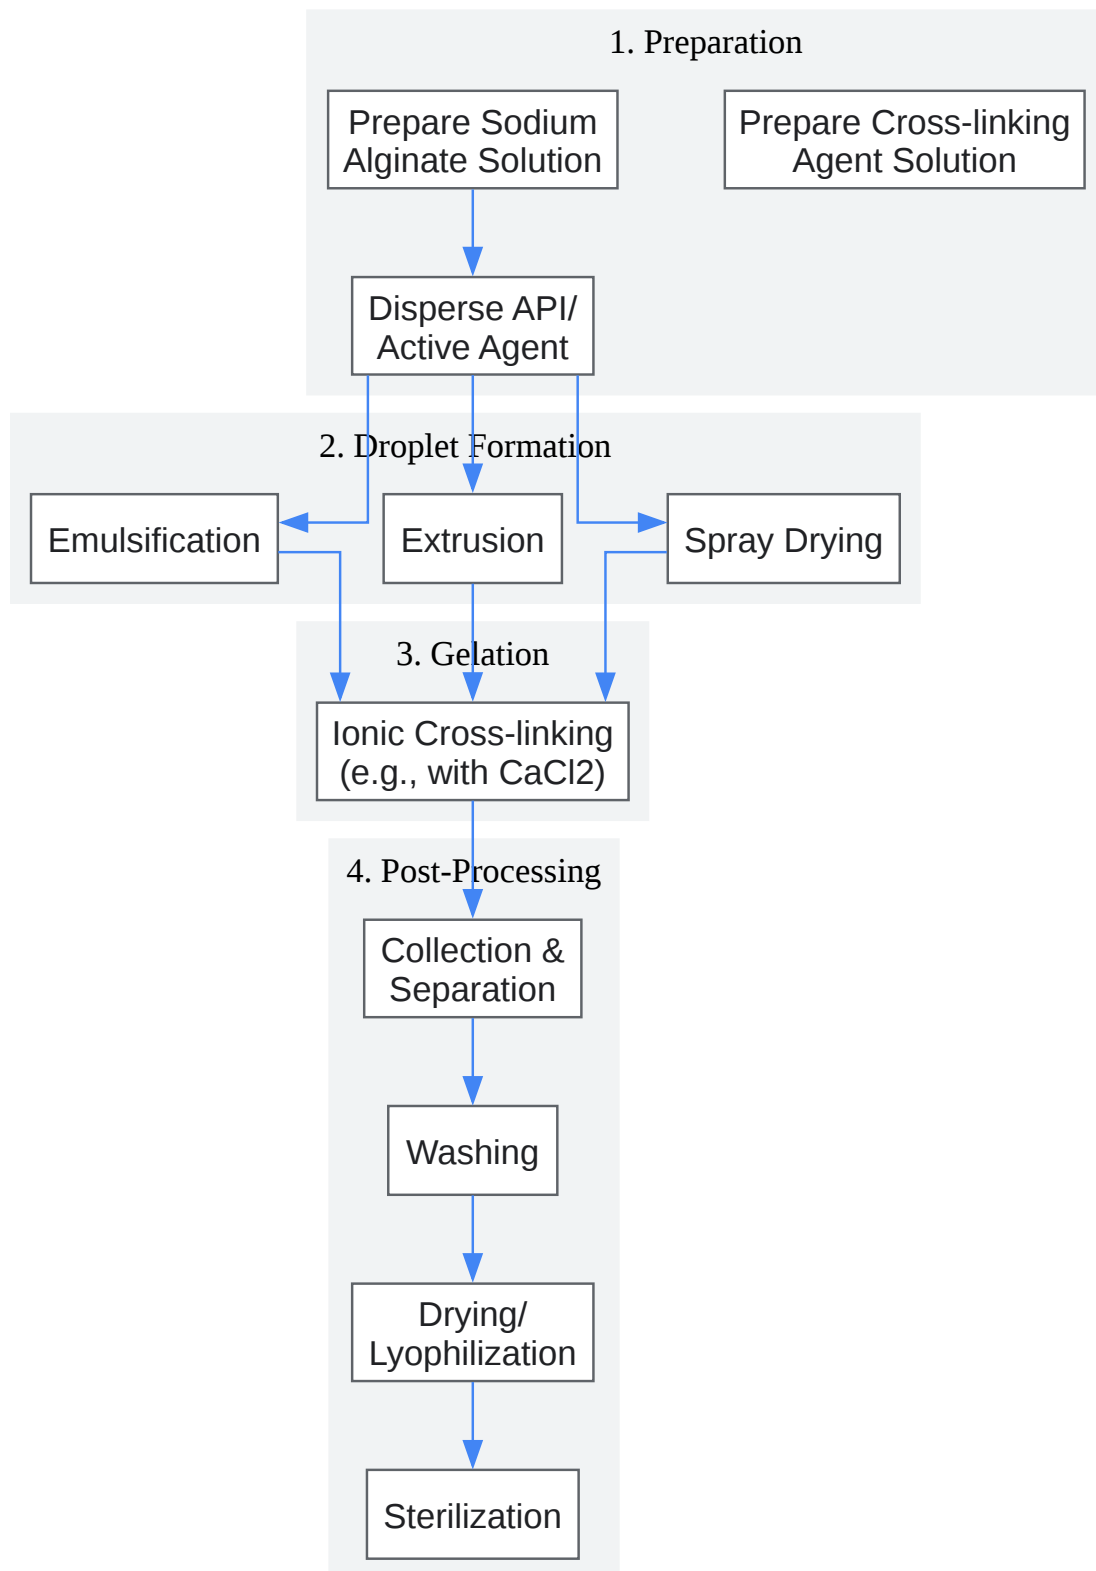 1. Preparation
Prepare Sodium
Alginate Solution
Prepare Cross-linking
Agent Solution
Disperse API/
Active Agent
2. Droplet Formation
Emulsification
Extrusion
Spray Drying
3. Gelation
Ionic Cross-linking
(e.g., with CaCl2)
4. Post-Processing
Collection &
Separation
Washing
Drying/
Lyophilization
Sterilization